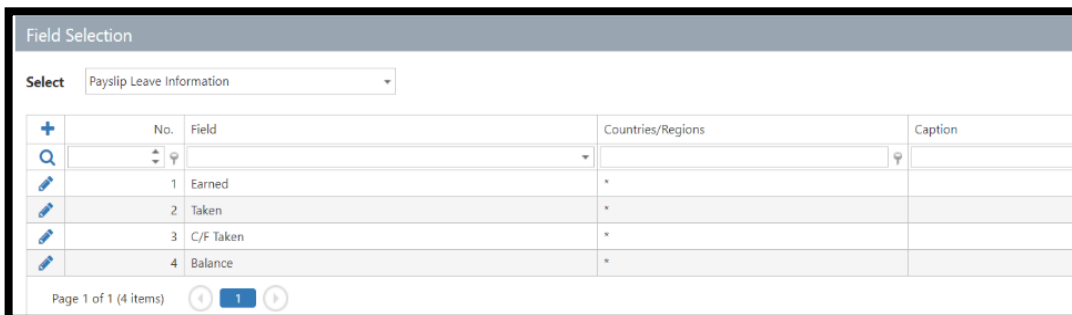 Field Selection
Select Payslip Leave Information
No. Field Countries/Regions Caption
1 Earned *
2 Taken *
3 C/F Taken *
4 Balance *
Page 1 of 1 (4 items) 1